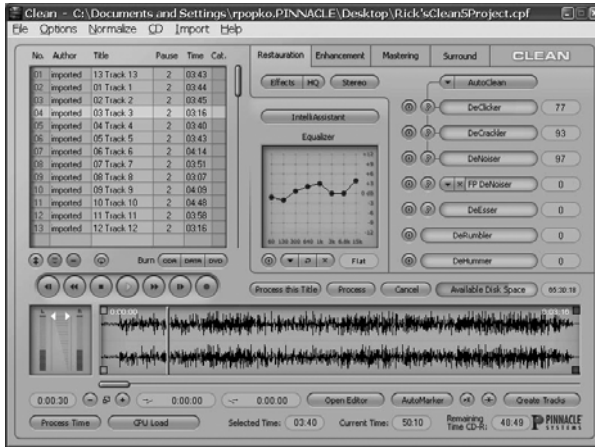 Clean - C:\Documents and Settings\rpopko.PINNACLE\Desktop\Rick'sClean5Project.cpf
File Options Normalize CD Import Help
No. Author Title Pause Time Cat.
01 imported 13 Track 13 2 03:43
02 imported 01 Track 1 2 03:44
03 imported 02 Track 2 2 03:45
04 imported 03 Track 3 2 03:16
05 imported 04 Track 4 2 03:40
06 imported 05 Track 5 2 03:43
07 imported 06 Track 6 2 04:14
08 imported 07 Track 7 2 03:51
09 imported 08 Track 8 2 03:07
10 imported 09 Track 9 2 04:09
11 imported 10 Track 10 2 04:48
12 imported 11 Track 11 2 03:58
13 imported 12 Track 12 2 03:16
Burn CDA DATA DVD
Restauration Enhancement Mastering Surround CLEAN
Effects HQ Stereo
IntelliAssistant
Equalizer
Flat
AutoClean
DeClicker 77
DeCrackler 93
DeNoiser 97
FP DeNoiser 0
DeEsser 0
DeRumbler 0
DeHummer 0
Process this Title Process Cancel Available Disk Space 65:30:18
L R
0:00:00
0:00:30 0:00:00 0:00:00 Open Editor AutoMarker Create Tracks
Process Time CPU Load Selected Time: 03:40 Current Time: 50:10 Remaining Time CD-R: 48:49 PINNACLE SYSTEMS